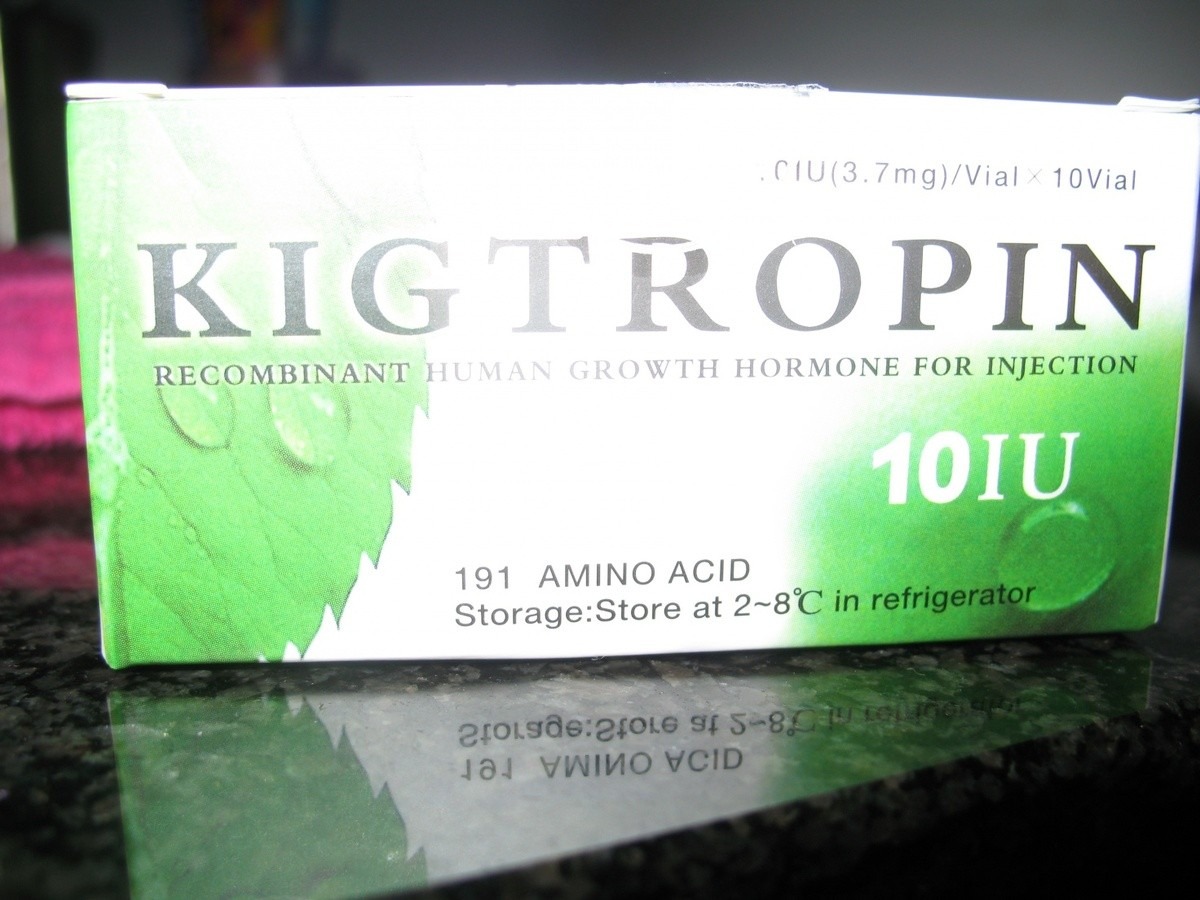 IU(3.7mg)/Vial × 10Vial
KIGTROPIN
RECOMBINANT HUMAN GROWTH HORMONE FOR INJECTION
10IU
191 AMINO ACID
Storage:Store at 2~8℃ in refrigerator